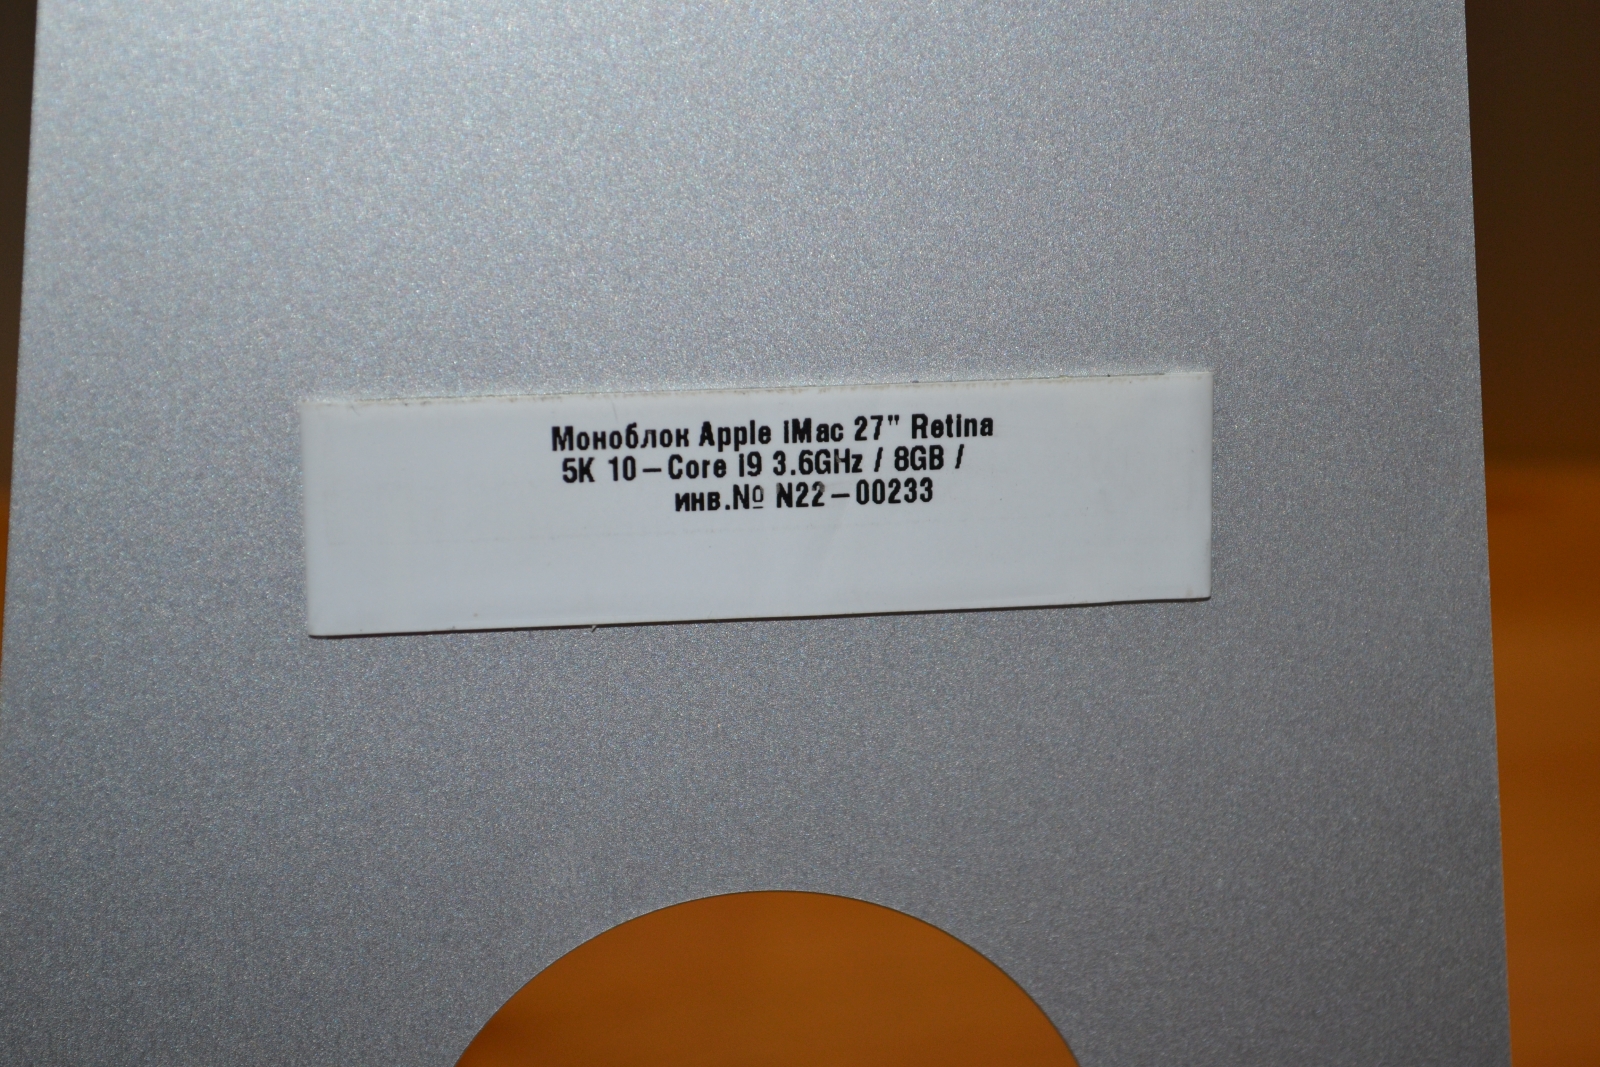 Моноблок Apple iMac 27" Retina
5K 10-Core i9 3.6GHz / 8GB /
инв.№ N22-00233